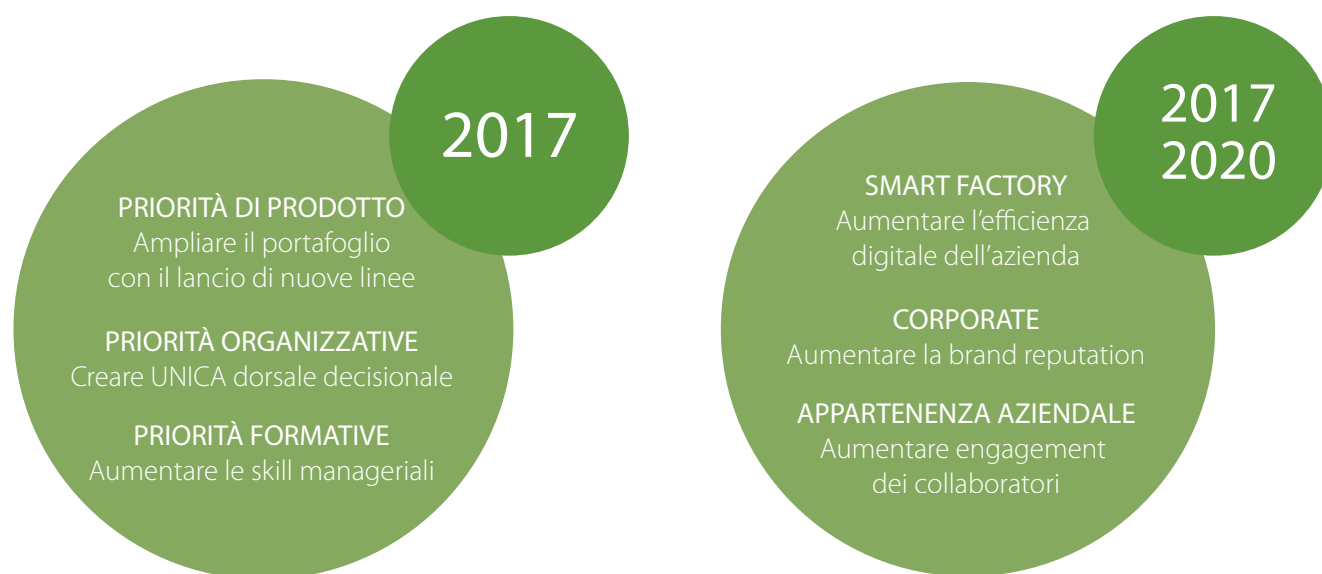 2017
PRIORITÀ DI PRODOTTO
Ampliare il portafoglio
con il lancio di nuove linee
PRIORITÀ ORGANIZZATIVE
Creare UNICA dorsale decisionale
PRIORITÀ FORMATIVE
Aumentare le skill manageriali
2017
2020
SMART FACTORY
Aumentare l’efficienza
digitale dell’azienda
CORPORATE
Aumentare la brand reputation
APPARTENENZA AZIENDALE
Aumentare engagement
dei collaboratori